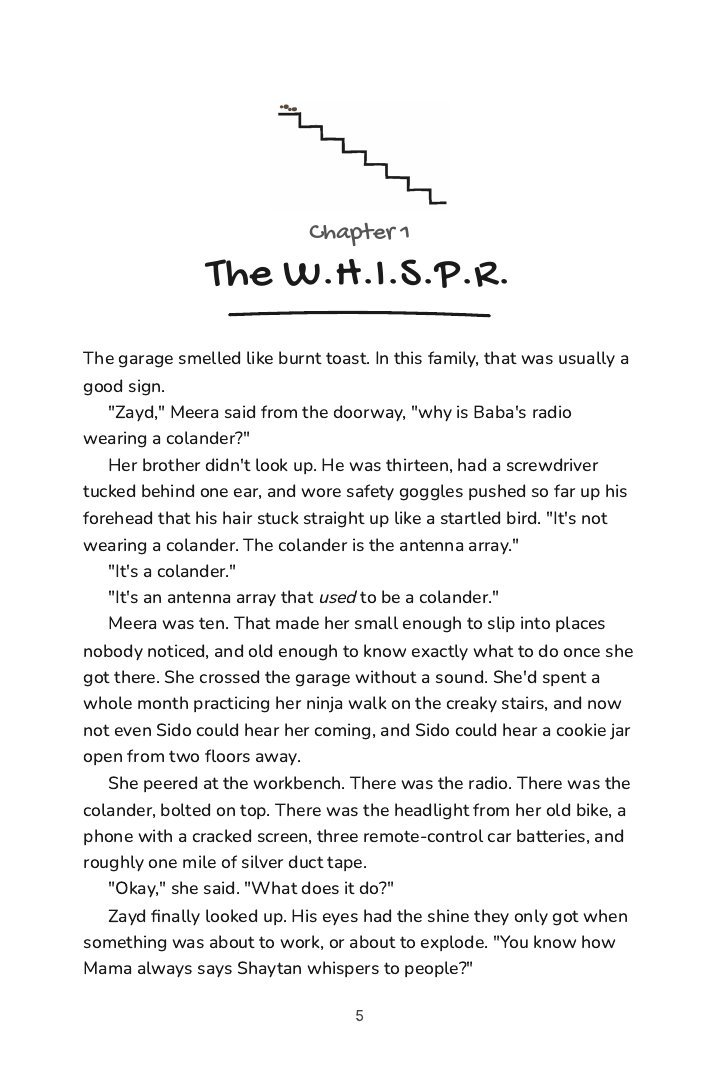 Chapter 1
The W.H.I.S.P.R.
The garage smelled like burnt toast. In this family, that was usually a
good sign.
"Zayd," Meera said from the doorway, "why is Baba's radio
wearing a colander?"
Her brother didn't look up. He was thirteen, had a screwdriver
tucked behind one ear, and wore safety goggles pushed so far up his
forehead that his hair stuck straight up like a startled bird. "It's not
wearing a colander. The colander is the antenna array."
"It's a colander."
"It's an antenna array that used to be a colander."
Meera was ten. That made her small enough to slip into places
nobody noticed, and old enough to know exactly what to do once she
got there. She crossed the garage without a sound. She'd spent a
whole month practicing her ninja walk on the creaky stairs, and now
not even Sido could hear her coming, and Sido could hear a cookie jar
open from two floors away.
She peered at the workbench. There was the radio. There was the
colander, bolted on top. There was the headlight from her old bike, a
phone with a cracked screen, three remote-control car batteries, and
roughly one mile of silver duct tape.
"Okay," she said. "What does it do?"
Zayd finally looked up. His eyes had the shine they only got when
something was about to work, or about to explode. "You know how
Mama always says Shaytan whispers to people?"
5